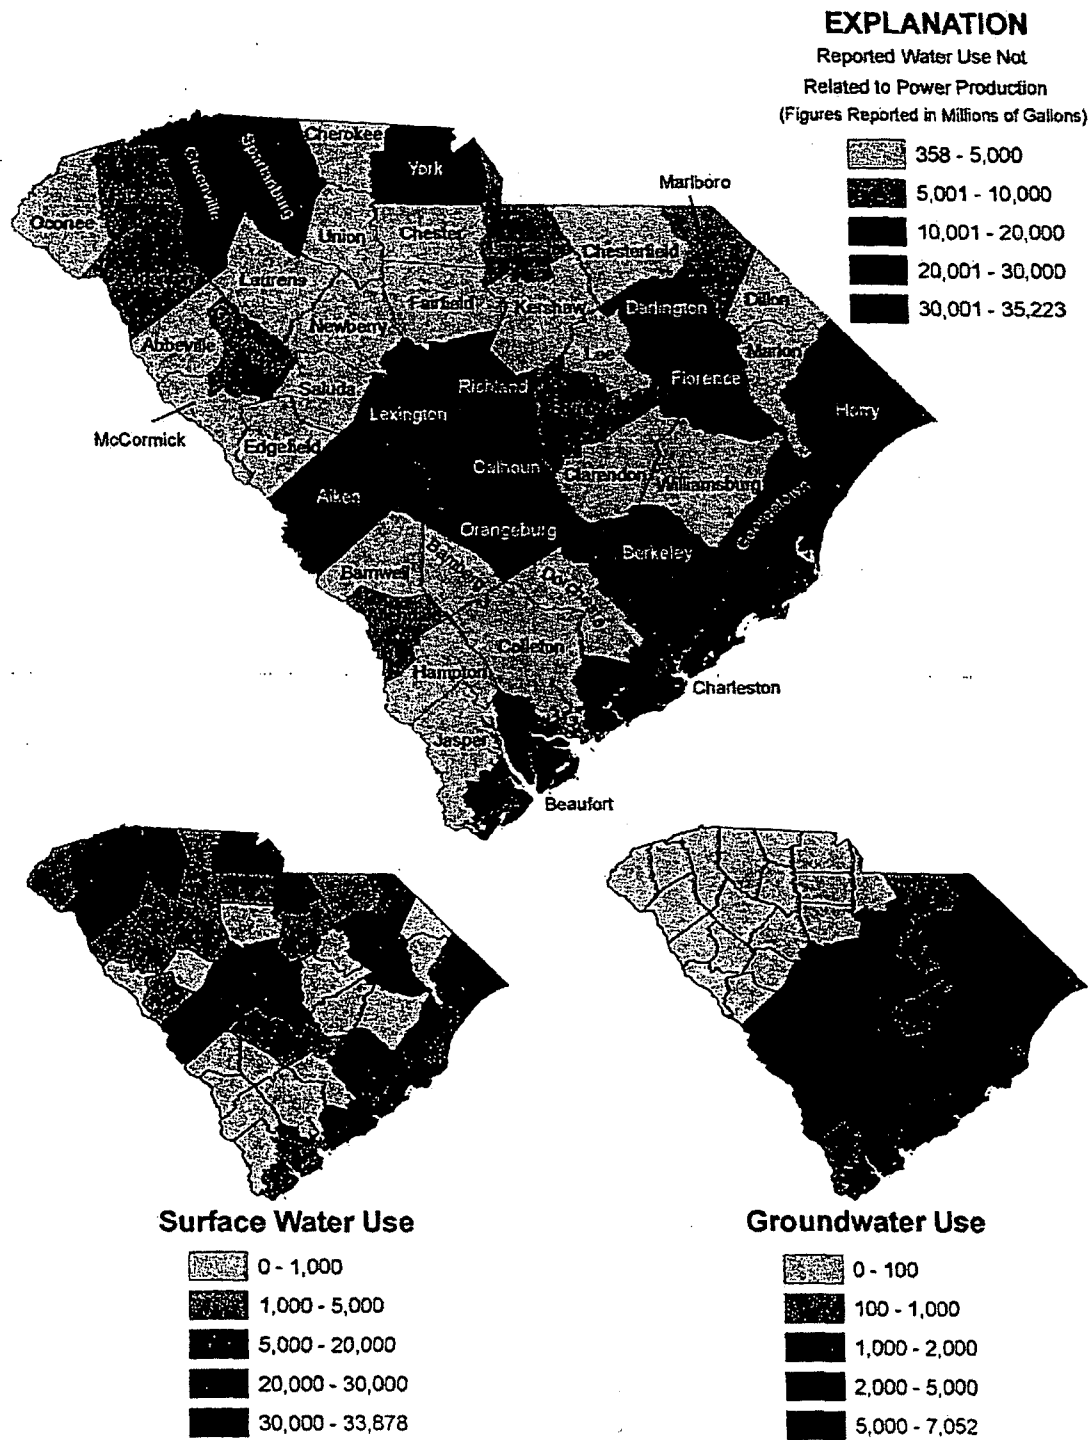 EXPLANATION
Reported Water Use Not
Related to Power Production
(Figures Reported in Millions of Gallons)
358 - 5,000
5,001 - 10,000
10,001 - 20,000
20,001 - 30,000
30,001 - 35,223
Cherokee
York
Marlboro
Greenville
Spartanburg
Oconee
Union
Chester
Lancaster
Chesterfield
Laurens
Fairfield
Kershaw
Darlington
Dillon
Newberry
Abbeville
Lee
Marion
Saluda
Richland
Florence
Lexington
Horry
McCormick
Edgefield
Calhoun
Clarendon
Williamsburg
Aiken
Georgetown
Orangeburg
Berkeley
Barnwell
Bamberg
Colleton
Hampton
Charleston
Jasper
Beaufort
Surface Water Use
0 - 1,000
1,000 - 5,000
5,000 - 20,000
20,000 - 30,000
30,000 - 33,878
Groundwater Use
0 - 100
100 - 1,000
1,000 - 2,000
2,000 - 5,000
5,000 - 7,052